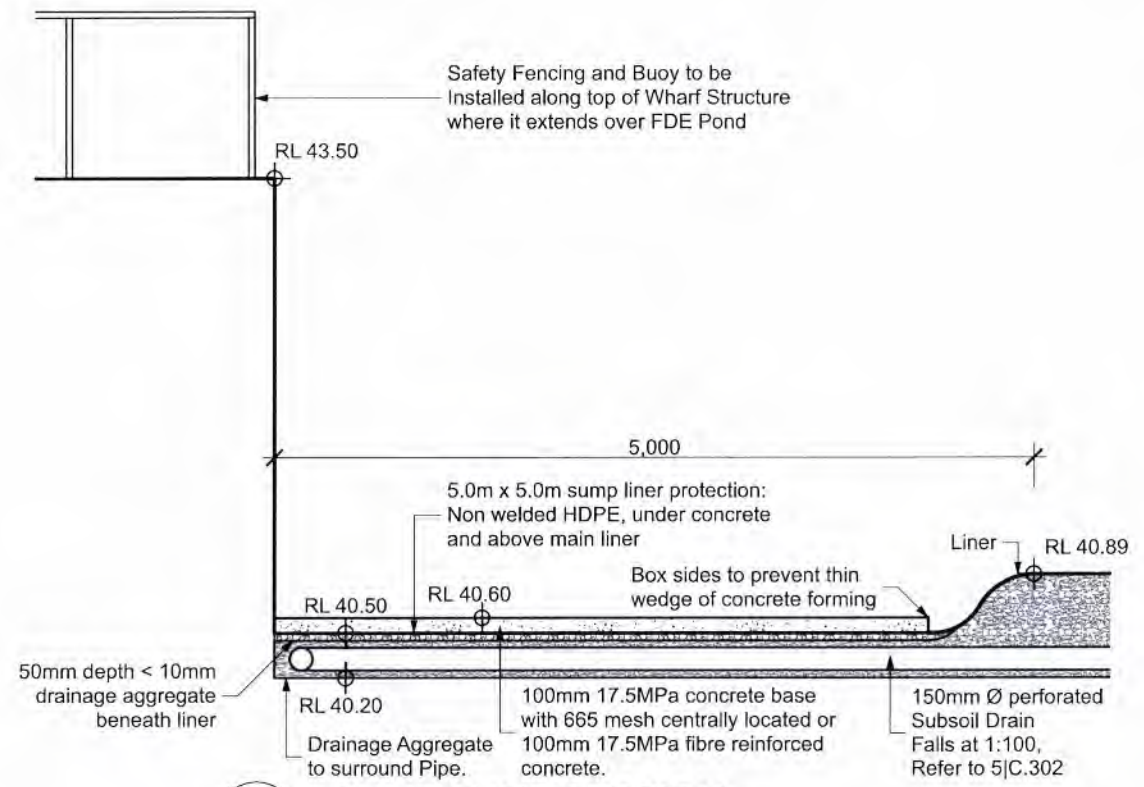 Safety Fencing and Buoy to be
Installed along top of Wharf Structure
where it extends over FDE Pond
RL 43.50
5,000
5.0m x 5.0m sump liner protection:
Non welded HDPE, under concrete
and above main liner
Liner
RL 40.89
Box sides to prevent thin
wedge of concrete forming
RL 40.50
RL 40.60
50mm depth < 10mm
drainage aggregate
beneath liner
RL 40.20
Drainage Aggregate
to surround Pipe.
100mm 17.5MPa concrete base
with 665 mesh centrally located or
100mm 17.5MPa fibre reinforced
concrete.
150mm Ø perforated
Subsoil Drain
Falls at 1:100,
Refer to 5|C.302